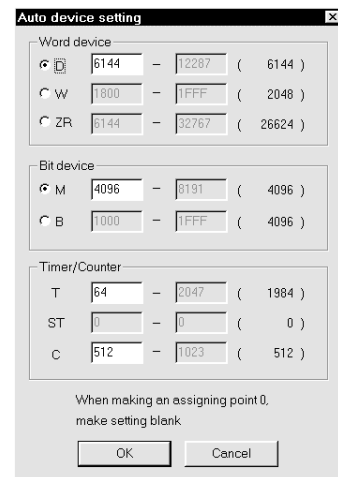 Auto device setting
Word device
D 6144 – 12287 ( 6144 )
W 1800 – 1FFF ( 2048 )
ZR 6144 – 32767 ( 26624 )
Bit device
M 4096 – 8191 ( 4096 )
B 1000 – 1FFF ( 4096 )
Timer/Counter
T 64 – 2047 ( 1984 )
ST 0 – 0 ( 0 )
C 512 – 1023 ( 512 )
When making an assigning point 0,
make setting blank
OK Cancel